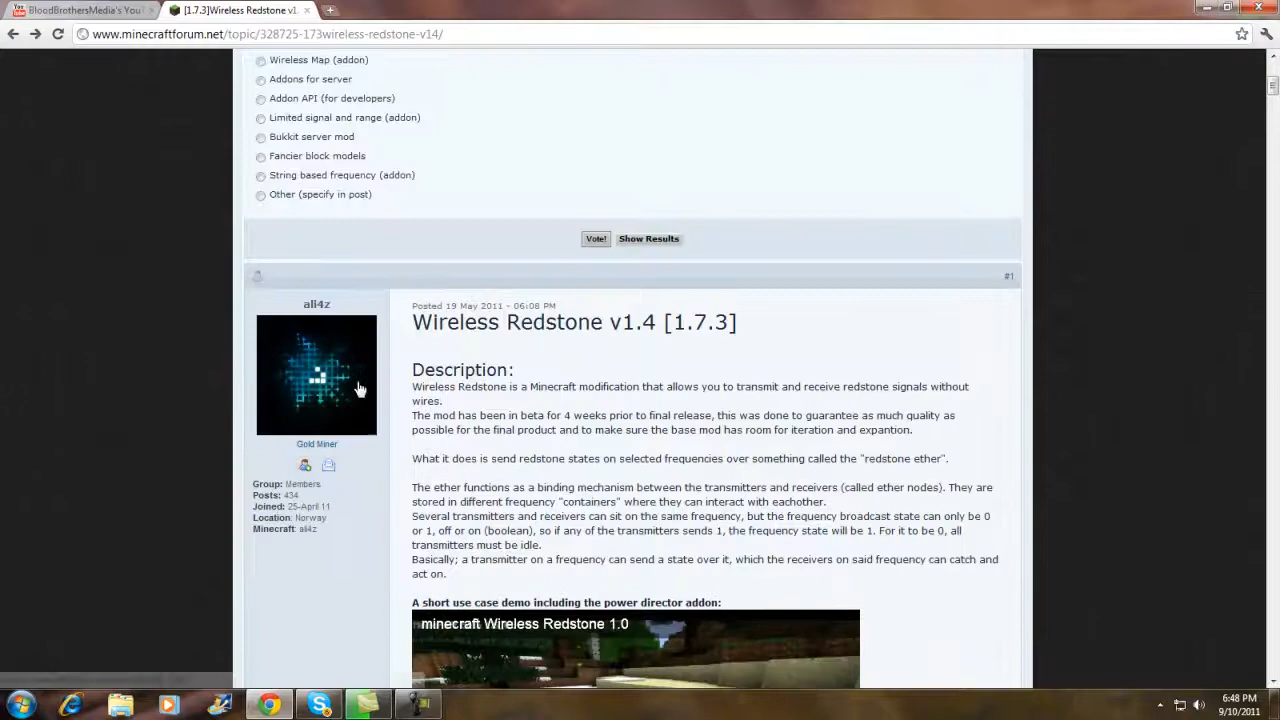 BloodBrothersMedia's You
[1.7.3]Wireless Redstone v1.
www.minecraftforum.net/topic/328725-173wireless-redstone-v14/
Wireless Map (addon)
Addons for server
Addon API (for developers)
Limited signal and range (addon)
Bukkit server mod
Fancier block models
String based frequency (addon)
Other (specify in post)
Vote!
Show Results
#1
ali4z
Gold Miner
Group: Members
Posts: 434
Joined: 25-April 11
Location: Norway
Minecraft: ali4z
Posted 19 May 2011 - 06:08 PM
Wireless Redstone v1.4 [1.7.3]
Description:
Wireless Redstone is a Minecraft modification that allows you to transmit and receive redstone signals without
wires.
The mod has been in beta for 4 weeks prior to final release, this was done to guarantee as much quality as
possible for the final product and to make sure the base mod has room for iteration and expantion.
What it does is send redstone states on selected frequencies over something called the "redstone ether".
The ether functions as a binding mechanism between the transmitters and receivers (called ether nodes). They are
stored in different frequency "containers" where they can interact with eachother.
Several transmitters and receivers can sit on the same frequency, but the frequency broadcast state can only be 0
or 1, off or on (boolean), so if any of the transmitters sends 1, the frequency state will be 1. For it to be 0, all
transmitters must be idle.
Basically; a transmitter on a frequency can send a state over it, which the receivers on said frequency can catch and
act on.
A short use case demo including the power director addon:
minecraft Wireless Redstone 1.0
6:48 PM
9/10/2011